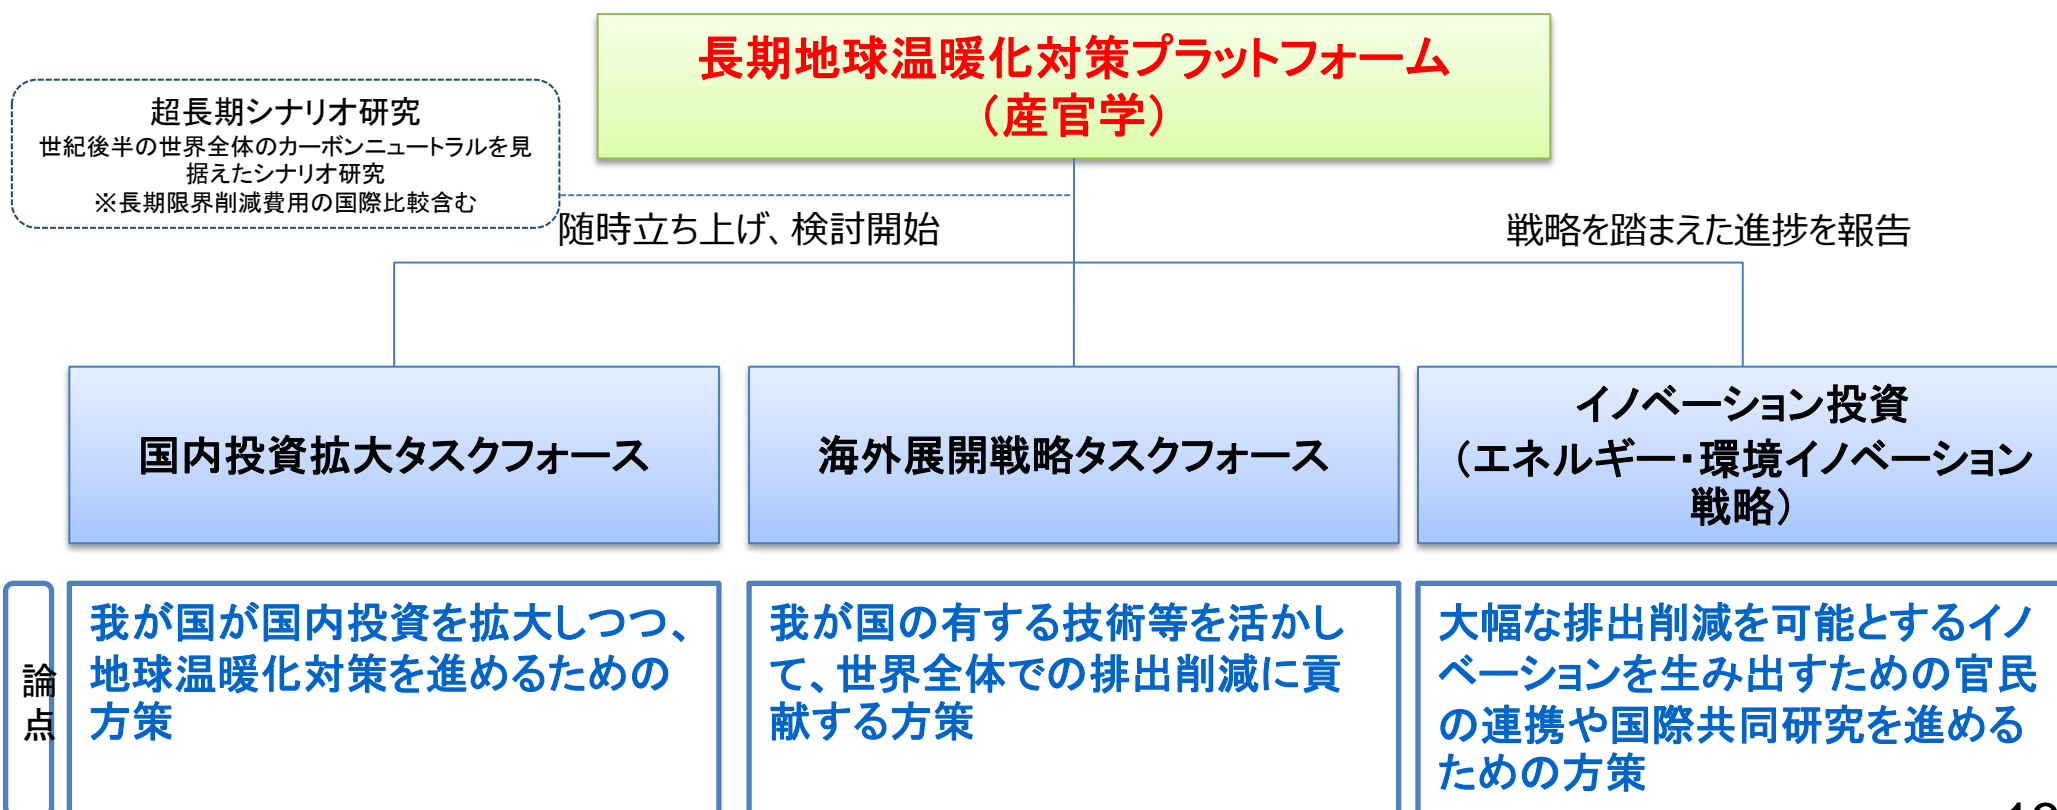 長期地球温暖化対策プラットフォーム
（産官学）
超長期シナリオ研究
世紀後半の世界全体のカーボンニュートラルを見
据えたシナリオ研究
※長期限界削減費用の国際比較含む
随時立ち上げ、検討開始
戦略を踏まえた進捗を報告
国内投資拡大タスクフォース
海外展開戦略タスクフォース
イノベーション投資
（エネルギー・環境イノベーション
戦略）
論点
我が国が国内投資を拡大しつつ、
地球温暖化対策を進めるための
方策
我が国の有する技術等を活かし
て、世界全体での排出削減に貢
献する方策
大幅な排出削減を可能とするイノ
ベーションを生み出すための官民
の連携や国際共同研究を進める
ための方策